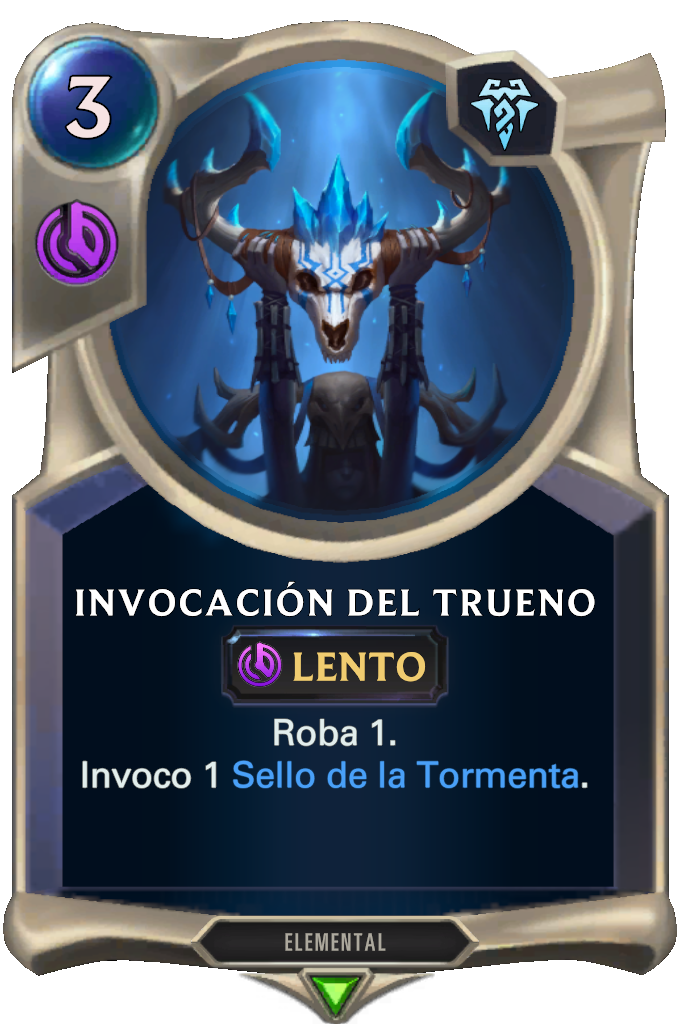 3
INVOCACIÓN DEL TRUENO
LENTO
Roba 1.
Invoco 1 Sello de la Tormenta.
ELEMENTAL